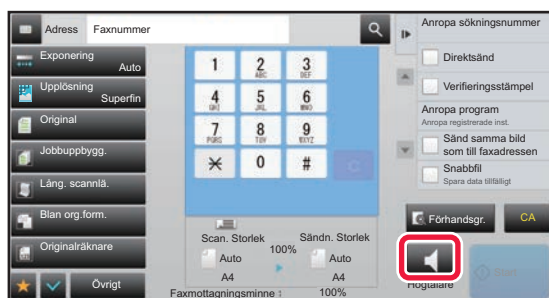 Adress Faxnummer
Exponering
Auto
Upplösning
Superfin
Original
Jobbuppbygg.
Lång. scannlä.
Blan org.form.
Originalräknare
Övrigt
1 2 3
ABC DEF
4 5 6
GHI JKL MNO
7 8 9
PQRS TUV WXYZ
0 #
C
Scan. Storlek 100% Sändn. Storlek
Auto Auto
A4 A4
Faxmottagningsminne : 100%
Anropa sökningsnummer
Direktsänd
Verifieringsstämpel
Anropa program
Anropa registrerade inst.
Sänd samma bild
som till faxadressen
Snabbfil
Spara data tillfälligt
Förhandsgr. CA
Högtalare
Start